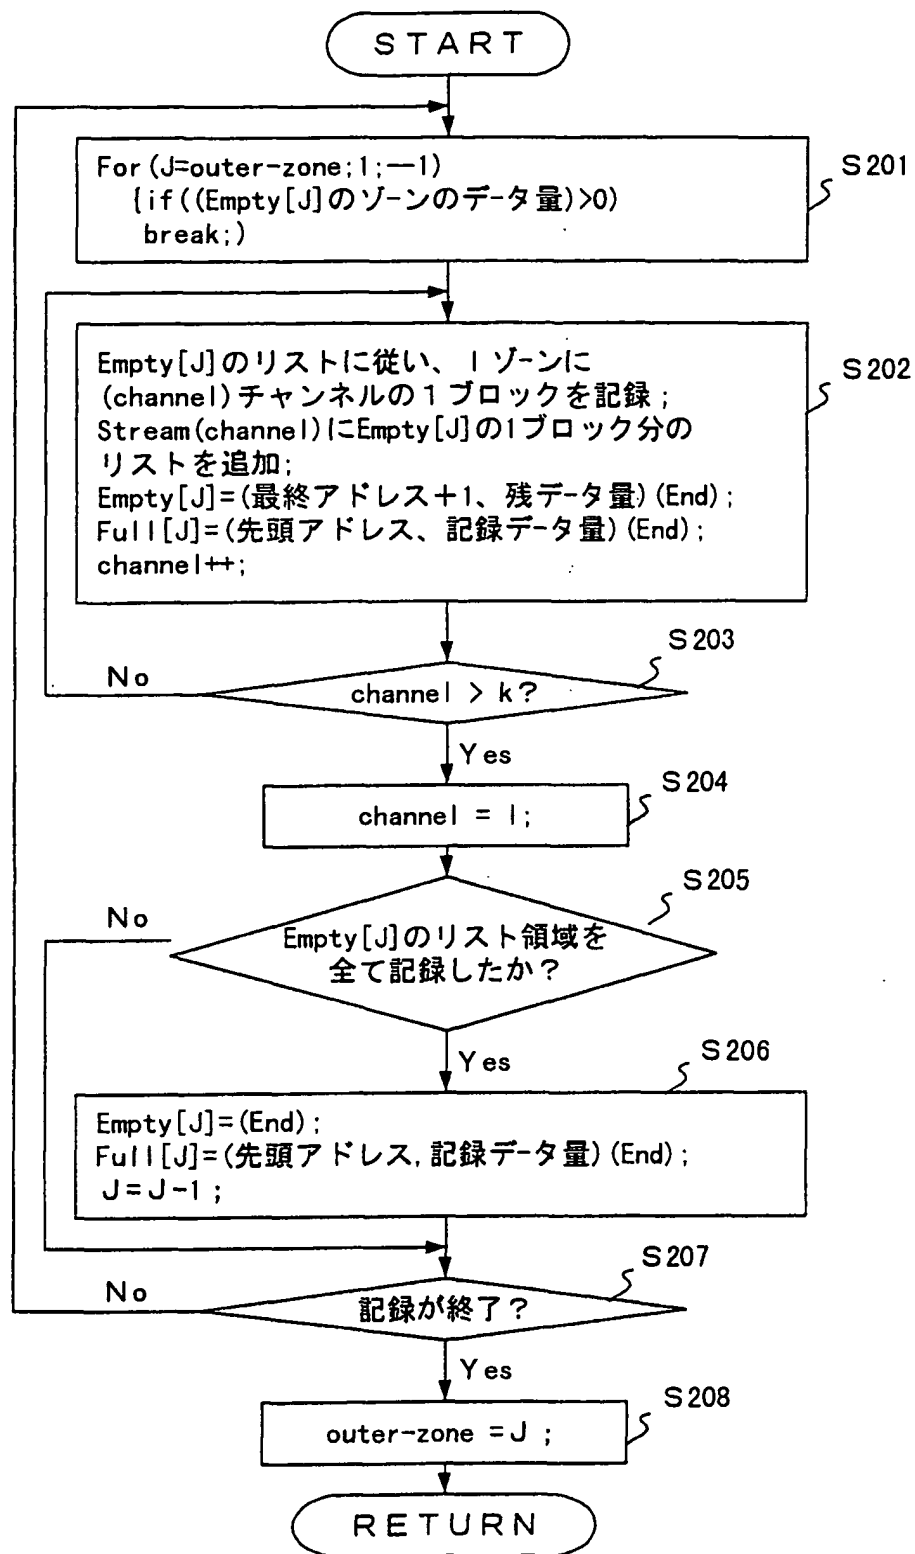 START
For(J=outer-zone;1;-1)
{if((Empty[J]のゾーンのデータ量)>0)
break;)
S201
Empty[J]のリストに従い、1ゾーンに
(channel)チャンネルの1ブロックを記録;
Stream(channel)にEmpty[J]の1ブロック分の
リストを追加;
Empty[J]=(最終アドレス+1、残データ量)(End);
Full[J]=(先頭アドレス、記録データ量)(End);
channel++;
S202
S203
No
channel > k?
Yes
S204
channel = 1;
S205
No
Empty[J]のリスト領域を
全て記録したか?
Yes
S206
Empty[J]=(End);
Full[J]=(先頭アドレス,記録データ量)(End);
J=J-1;
S207
No
記録が終了?
Yes
S208
outer-zone =J ;
RETURN